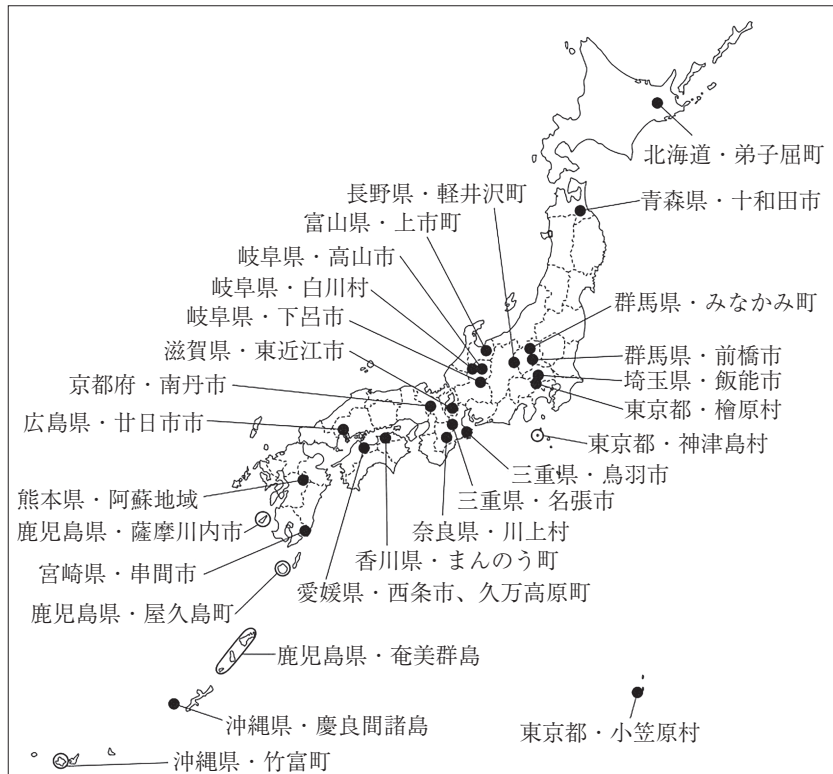 北海道・弟子屈町
長野県・軽井沢町
青森県・十和田市
富山県・上市町
岐阜県・高山市
岐阜県・白川村
群馬県・みなかみ町
岐阜県・下呂市
滋賀県・東近江市
群馬県・前橋市
京都府・南丹市
埼玉県・飯能市
広島県・廿日市市
東京都・檜原村
東京都・神津島村
三重県・鳥羽市
熊本県・阿蘇地域
三重県・名張市
鹿児島県・薩摩川内市
奈良県・川上村
香川県・まんのう町
宮崎県・串間市
愛媛県・西条市、久万高原町
鹿児島県・屋久島町
鹿児島県・奄美群島
沖縄県・慶良間諸島
東京都・小笠原村
沖縄県・竹富町